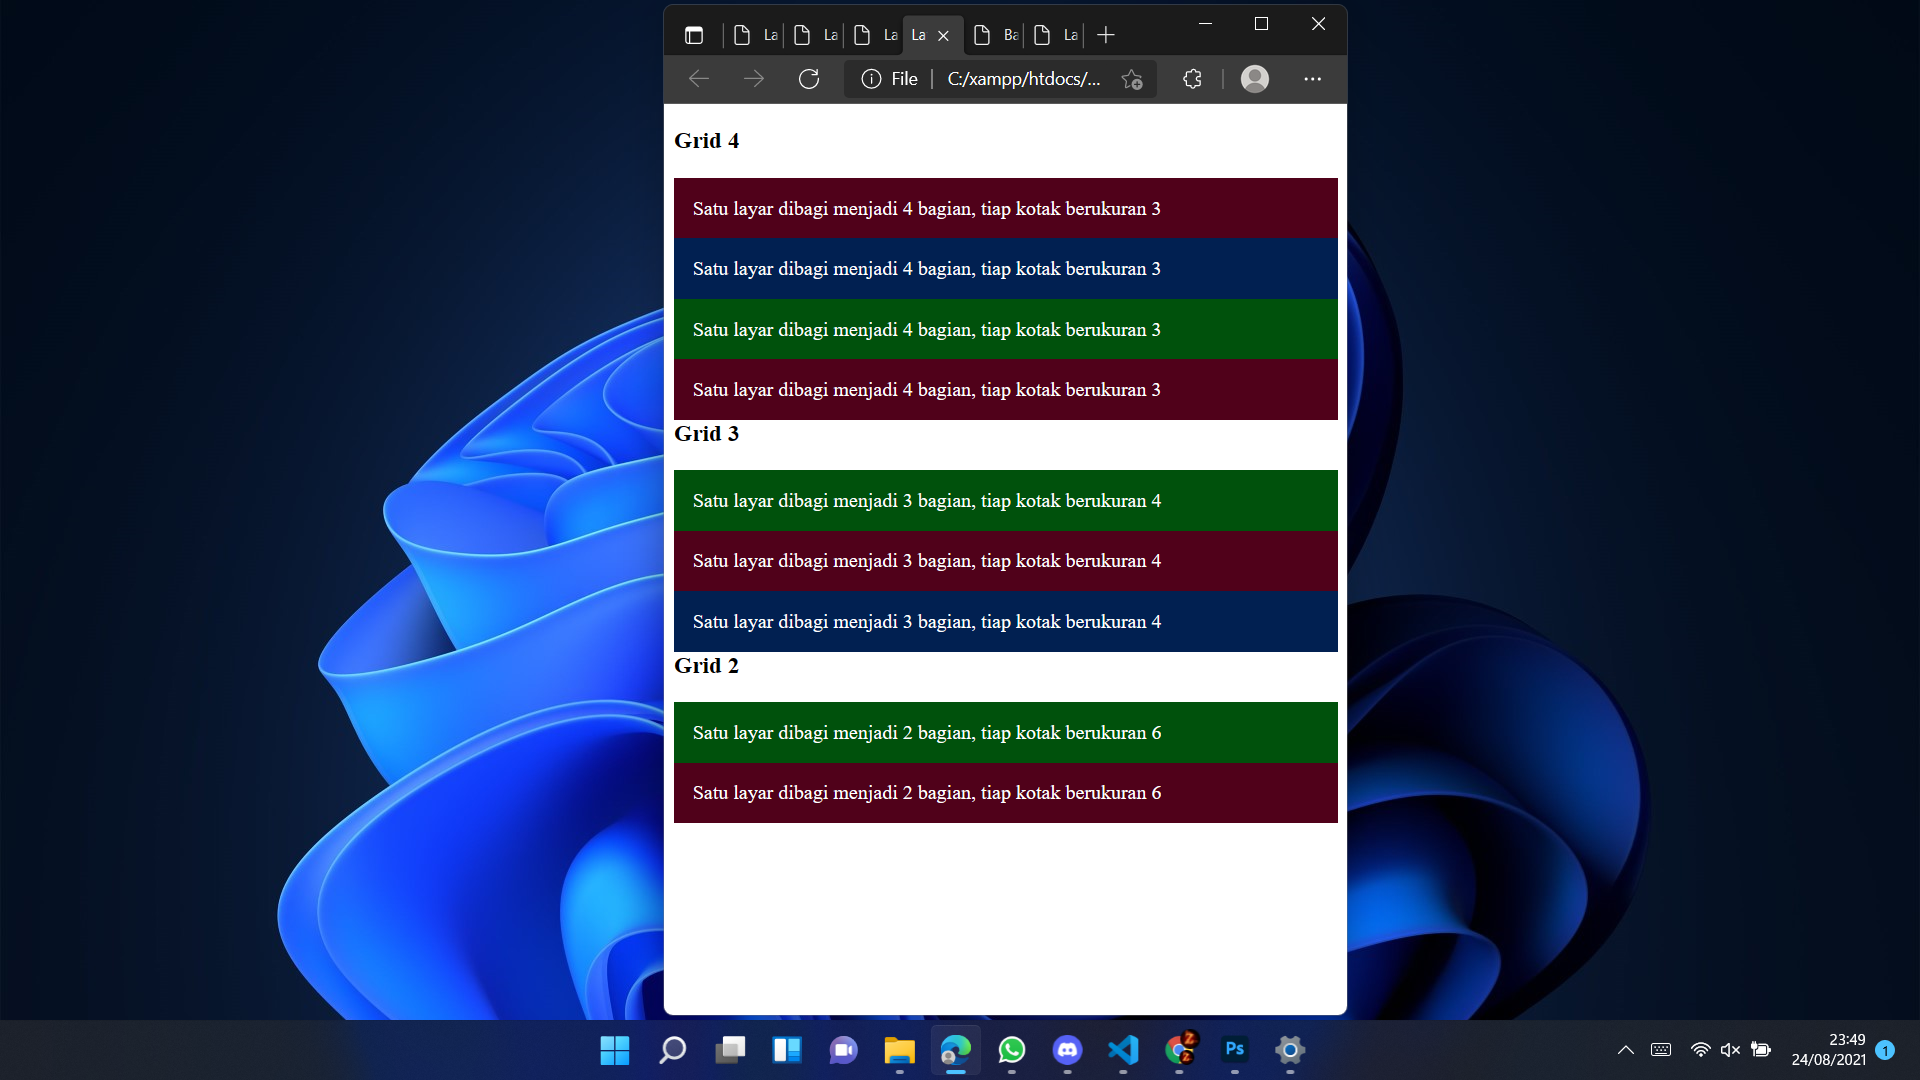 La
La
La
La
Ba
La
File
C:/xampp/htdocs/...
Grid 4
Satu layar dibagi menjadi 4 bagian, tiap kotak berukuran 3
Satu layar dibagi menjadi 4 bagian, tiap kotak berukuran 3
Satu layar dibagi menjadi 4 bagian, tiap kotak berukuran 3
Satu layar dibagi menjadi 4 bagian, tiap kotak berukuran 3
Grid 3
Satu layar dibagi menjadi 3 bagian, tiap kotak berukuran 4
Satu layar dibagi menjadi 3 bagian, tiap kotak berukuran 4
Satu layar dibagi menjadi 3 bagian, tiap kotak berukuran 4
Grid 2
Satu layar dibagi menjadi 2 bagian, tiap kotak berukuran 6
Satu layar dibagi menjadi 2 bagian, tiap kotak berukuran 6
Z
Z
Ps
23:49
24/08/2021
1